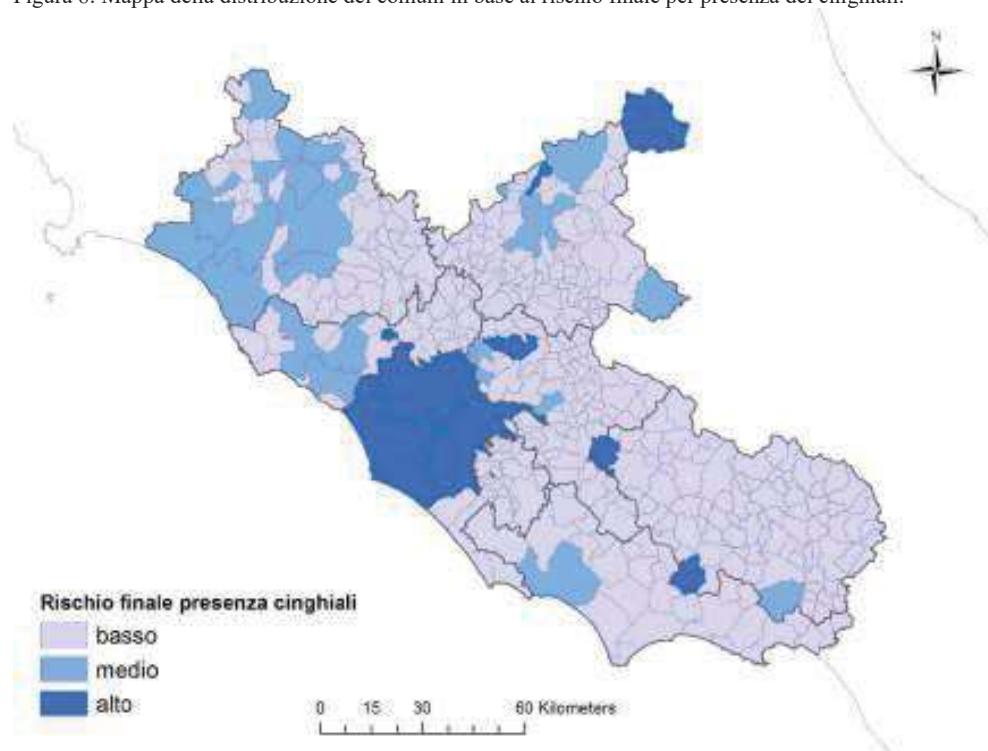 Figura 6. Mappa della distribuzione dei comuni in base al rischio finale per presenza dei cinghiali.
N
Rischio finale presenza cinghiali
basso
medio
alto
0 15 30 60 Kilometers